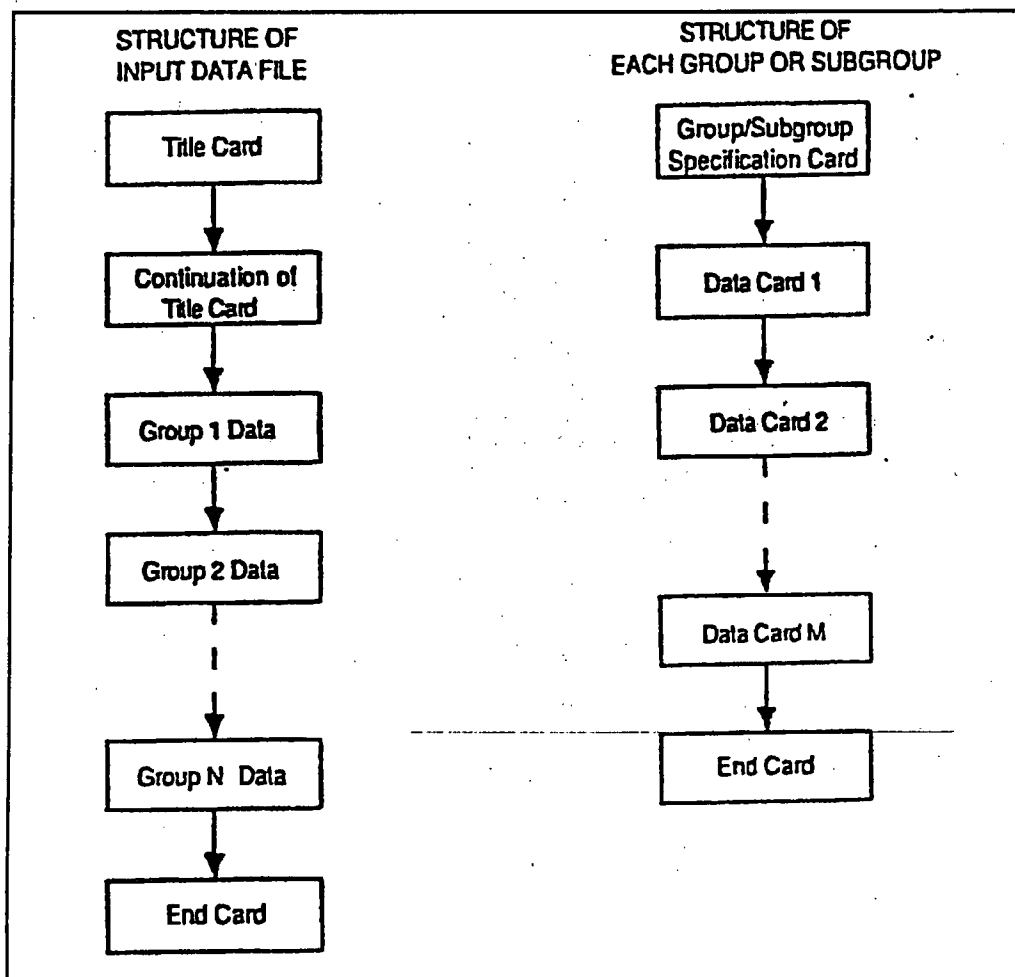 STRUCTURE OF
INPUT DATA FILE
Title Card
Continuation of
Title Card
Group 1 Data
Group 2 Data
Group N Data
End Card
STRUCTURE OF
EACH GROUP OR SUBGROUP
Group/Subgroup
Specification Card
Data Card 1
Data Card 2
Data Card M
End Card